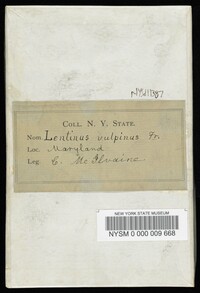 COLL. N. Y. STATE.
Nom Lentinus vulpinus Fr.
Loc Maryland
Leg C. McIlvaine
NEW YORK STATE MUSEUM
NYSM 0 000 009 668